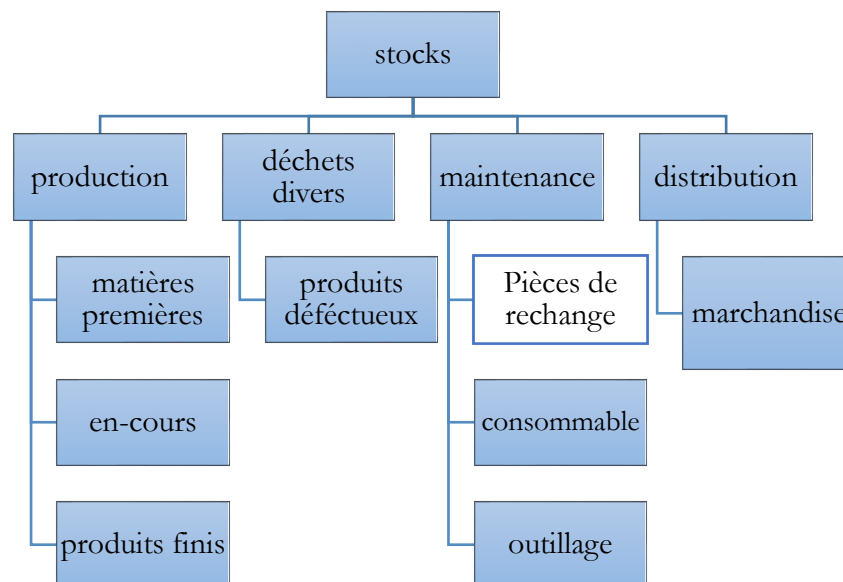 stocks
production
déchets
divers
maintenance
distribution
matières
premières
produits
déféctueux
Pièces de
rechange
marchandise
en-cours
consommable
produits finis
outillage